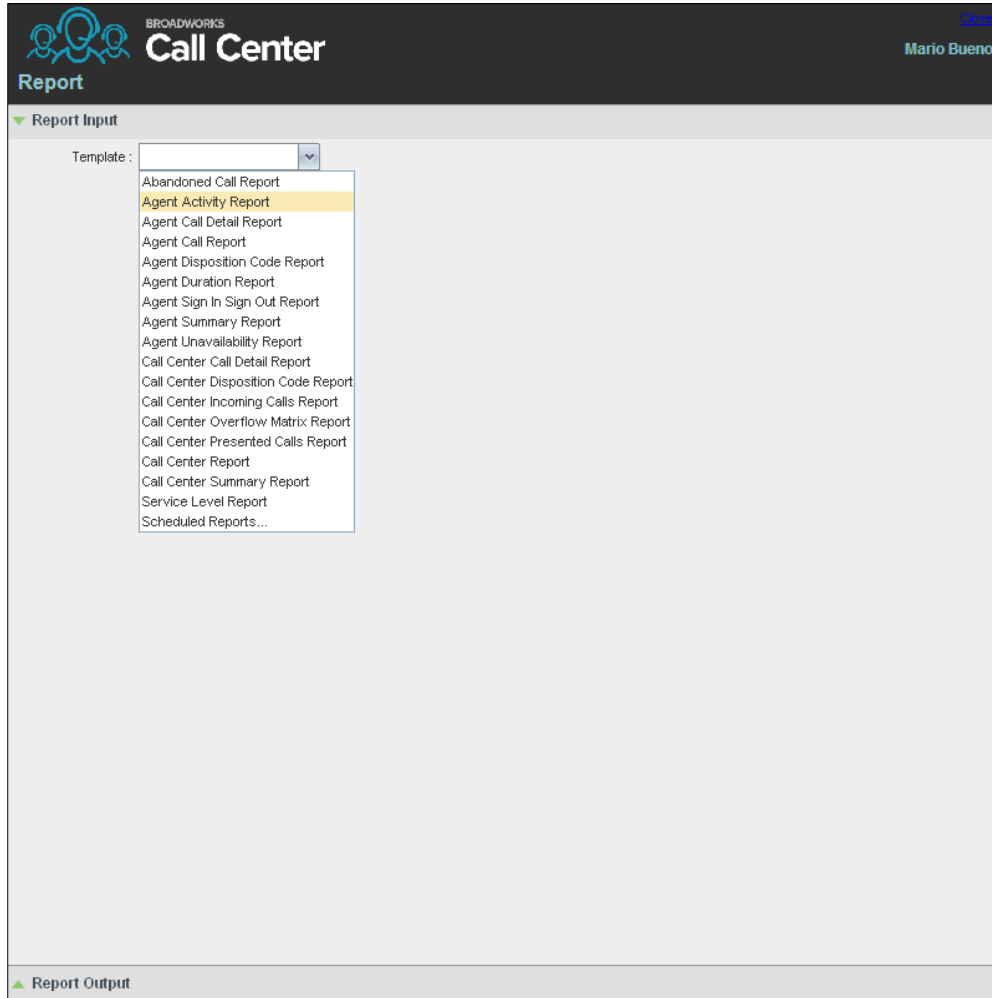 BROADWORKS
Close
Call Center
Mario Bueno
Report
Report Input
Template :
Abandoned Call Report
Agent Activity Report
Agent Call Detail Report
Agent Call Report
Agent Disposition Code Report
Agent Duration Report
Agent Sign In Sign Out Report
Agent Summary Report
Agent Unavailability Report
Call Center Call Detail Report
Call Center Disposition Code Report
Call Center Incoming Calls Report
Call Center Overflow Matrix Report
Call Center Presented Calls Report
Call Center Report
Call Center Summary Report
Service Level Report
Scheduled Reports...
Report Output